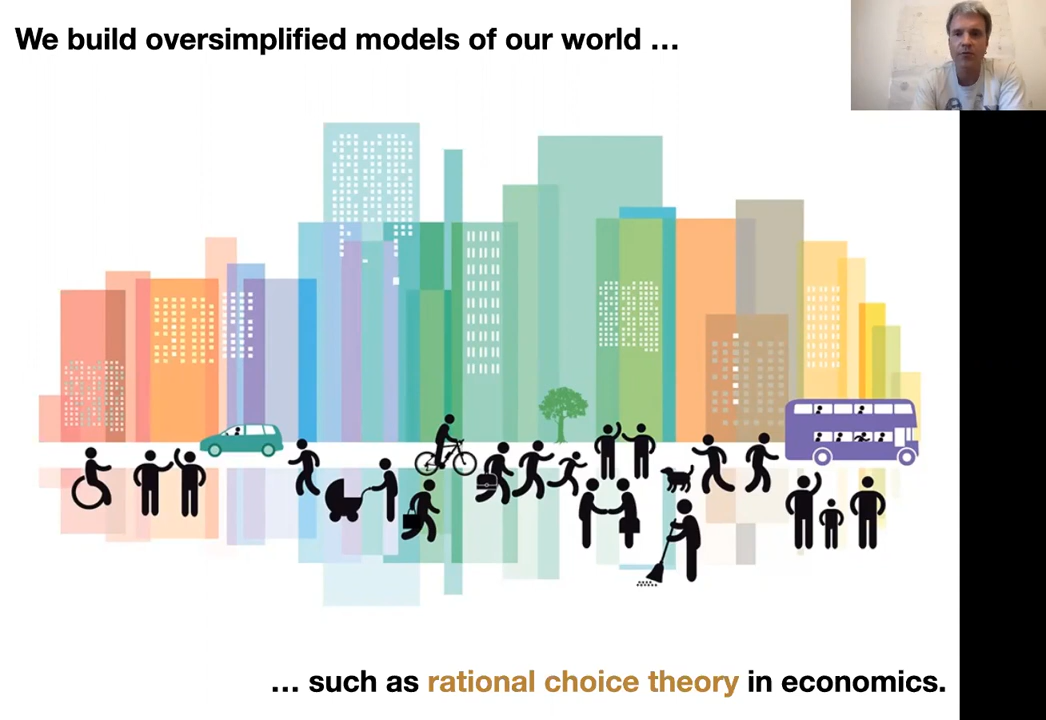 We build oversimplified models of our world ...
... such as rational choice theory in economics.